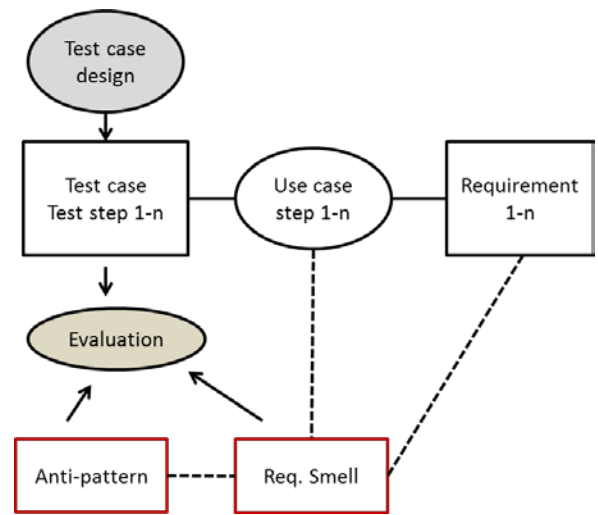 Test case
design
Test case
Test step 1-n
Use case
step 1-n
Requirement
1-n
Evaluation
Anti-pattern
Req. Smell